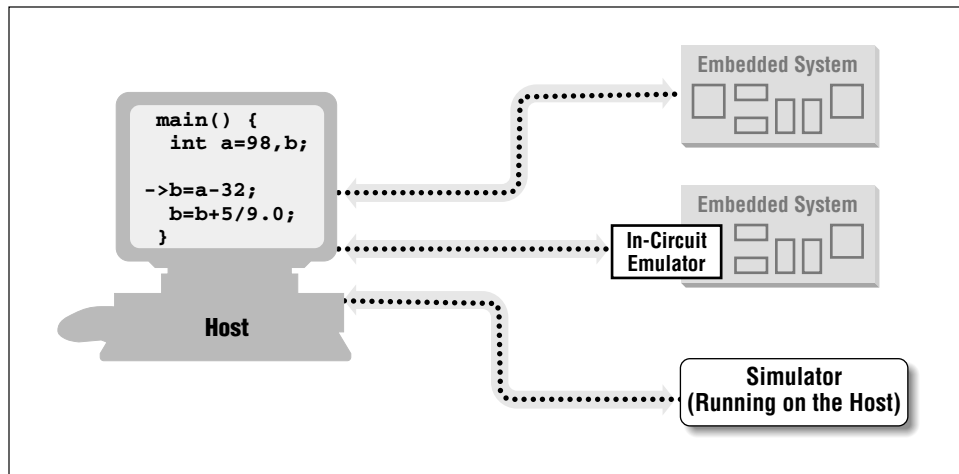 main() {
int a=98,b;
->b=a-32;
b=b+5/9.0;
}
Host
Embedded System
Embedded System
In-Circuit
Emulator
Simulator
(Running on the Host)